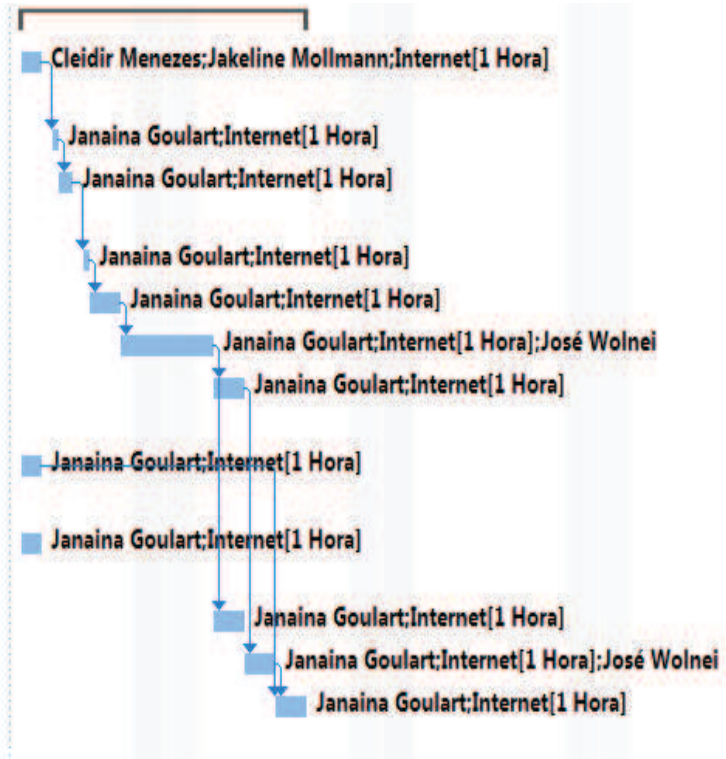 Cleidir Menezes;Jakeline Mollmann;Internet[1 Hora]
Janaina Goulart;Internet[1 Hora]
Janaina Goulart;Internet[1 Hora]
Janaina Goulart;Internet[1 Hora]
Janaina Goulart;Internet[1 Hora]
Janaina Goulart;Internet[1 Hora];José Wolnei
Janaina Goulart;Internet[1 Hora]
Janaina Goulart;Internet[1 Hora]
Janaina Goulart;Internet[1 Hora]
Janaina Goulart;Internet[1 Hora]
Janaina Goulart;Internet[1 Hora];José Wolnei
Janaina Goulart;Internet[1 Hora]